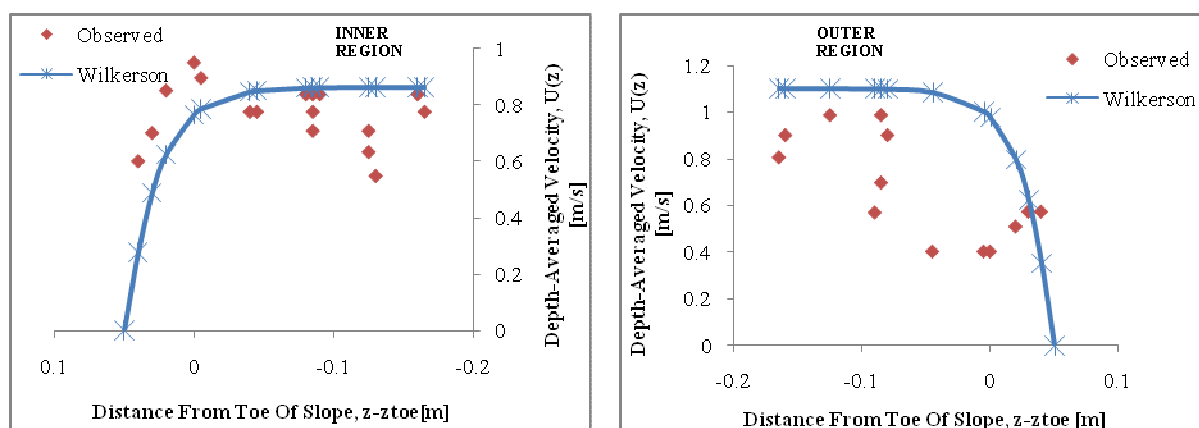 Observed
Wilkerson
INNER
REGION
1
0.8
0.6
0.4
0.2
0
0.1
0
-0.1
-0.2
Depth-Averaged Velocity, U(z)
[m/s]
Distance From Toe Of Slope, z-ztoe[m]
OUTER
REGION
Observed
Wilkerson
1.2
1
0.8
0.6
0.4
0.2
0
-0.2
-0.1
0
0.1
Depth-Averaged Velocity, U(z)
[m/s]
Distance From Toe Of Slope, z-ztoe [m]